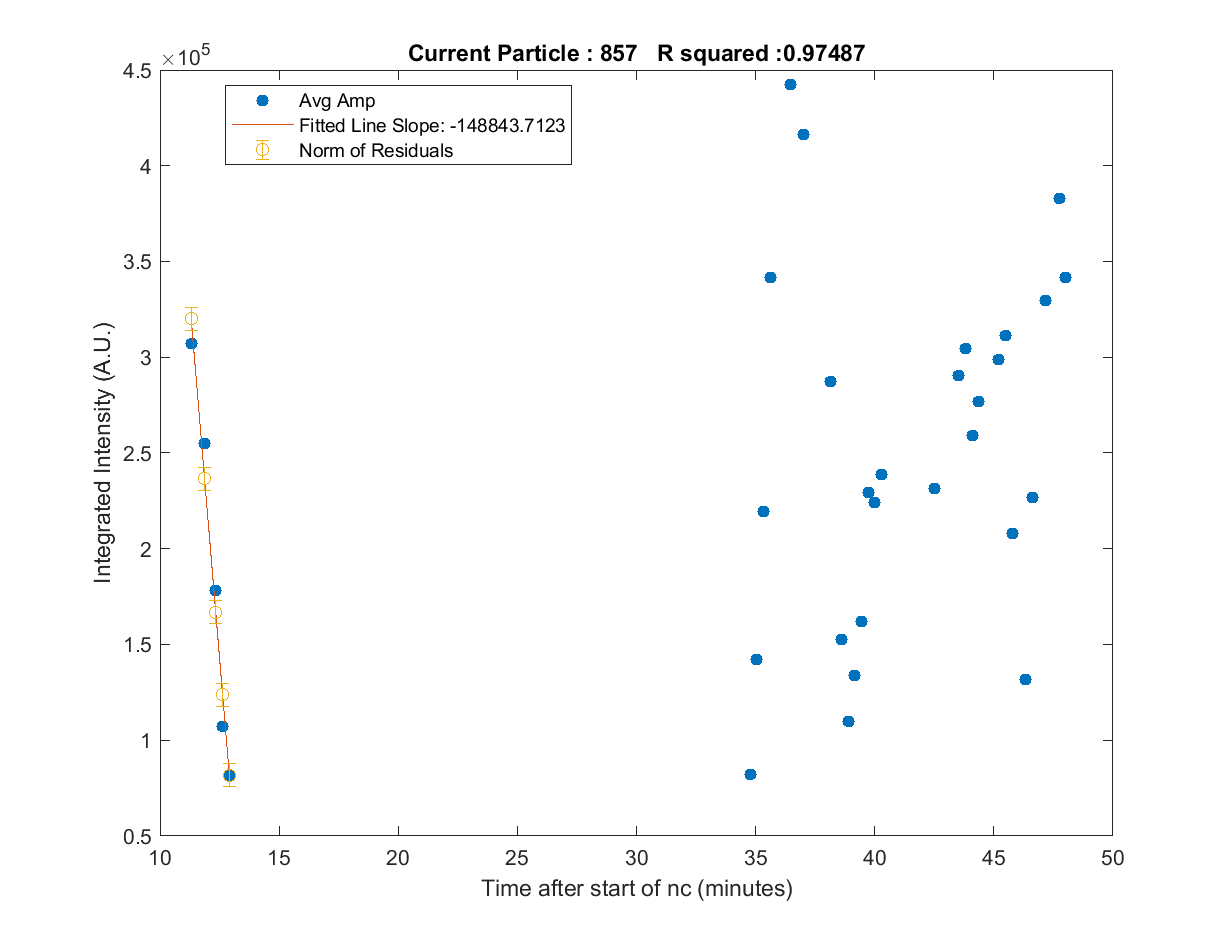 Current Particle : 857   R squared :0.97487
×10^5
4.5
4
3.5
3
2.5
2
1.5
1
0.5
Integrated Intensity (A.U.)
Avg Amp
Fitted Line Slope: -148843.7123
Norm of Residuals
10 15 20 25 30 35 40 45 50
Time after start of nc (minutes)